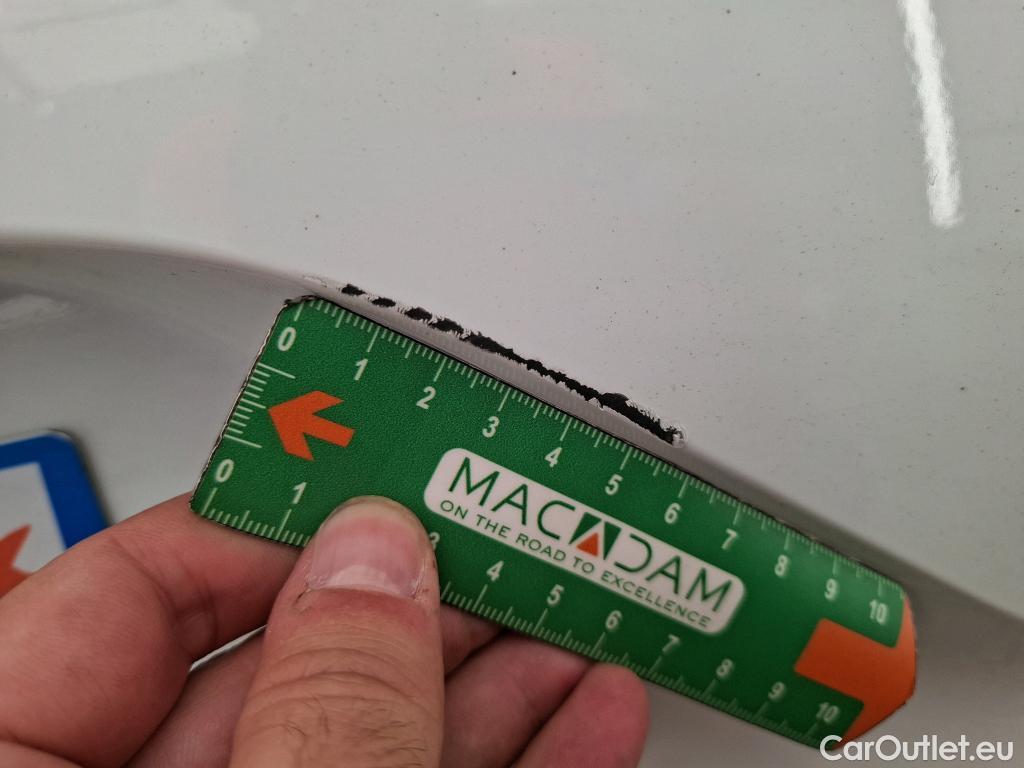 0 1 2 3 4 5 6 7 8 9 10
MACADAM
ON THE ROAD TO EXCELLENCE
0 1 3 4 5 6 7 8 9 10
CarOutlet.eu